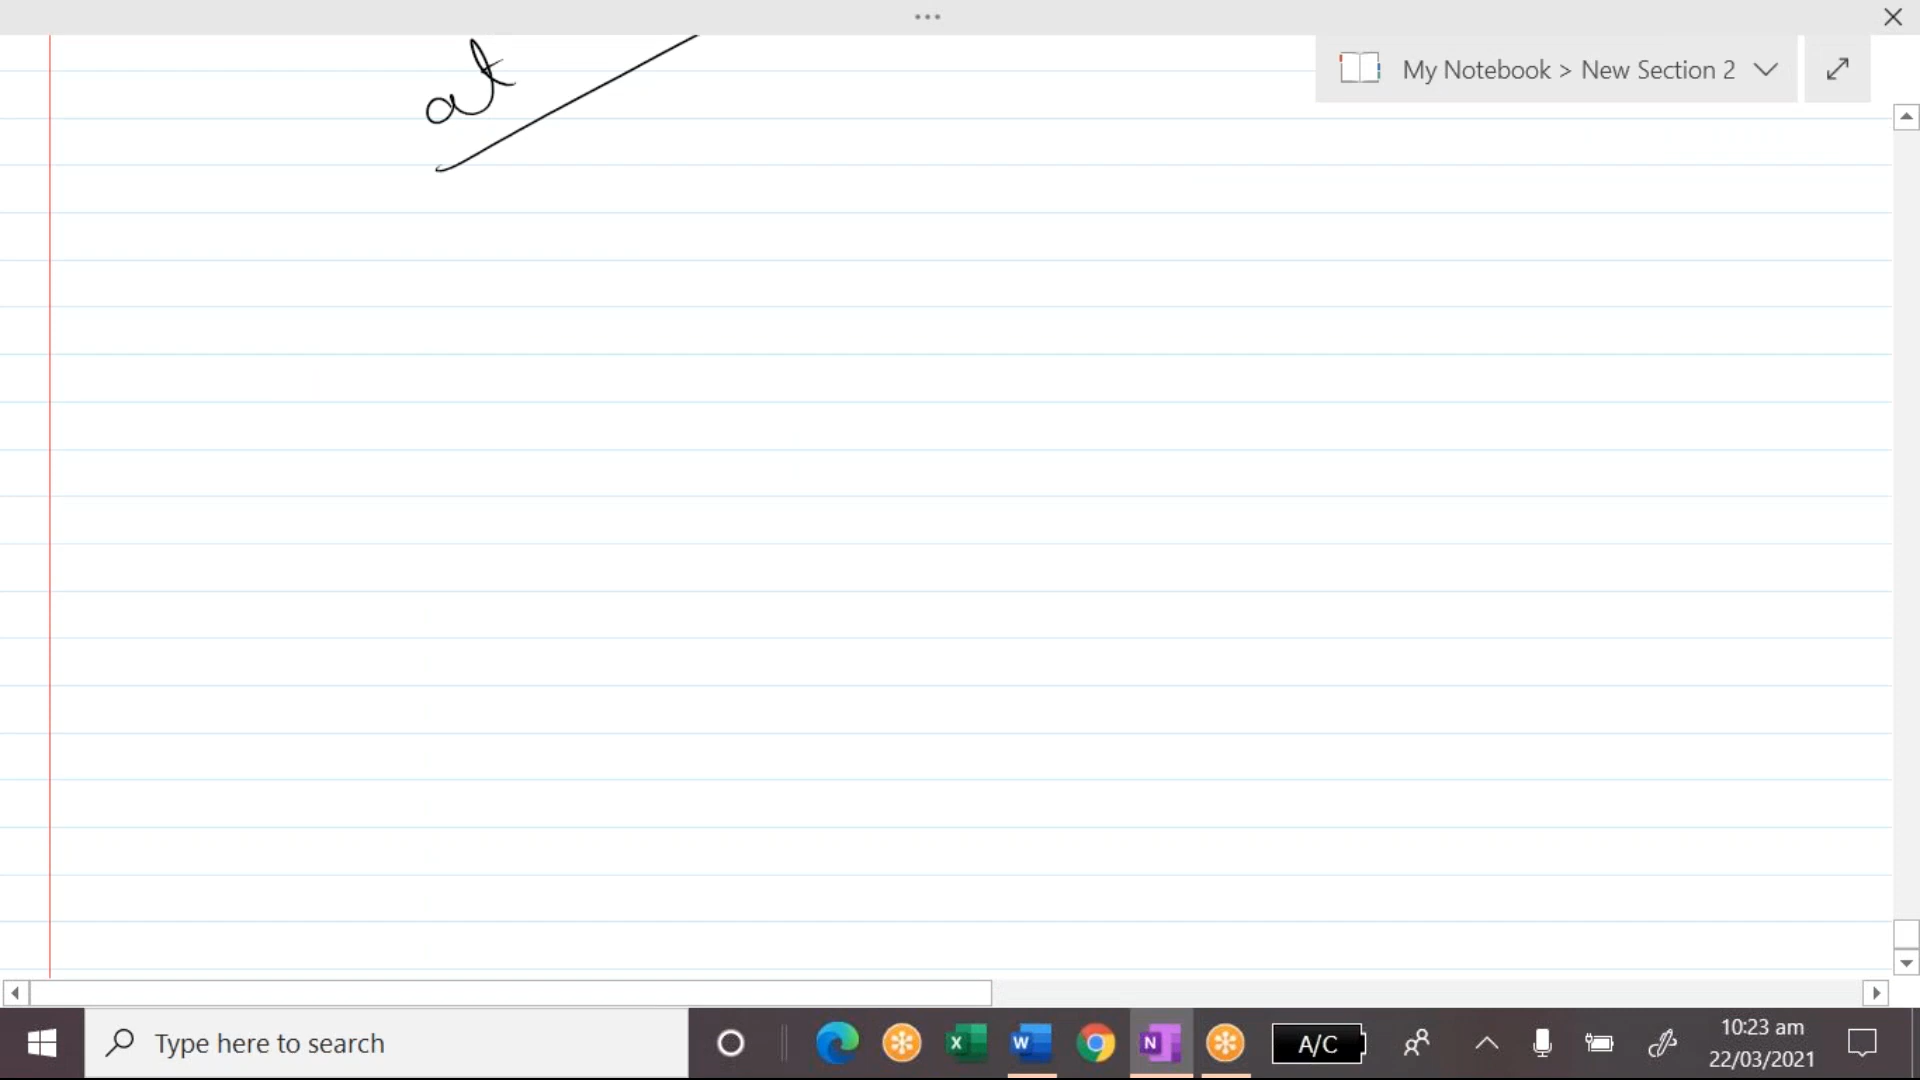 at
My Notebook > New Section 2
Type here to search
A/C
10:23 am
22/03/2021